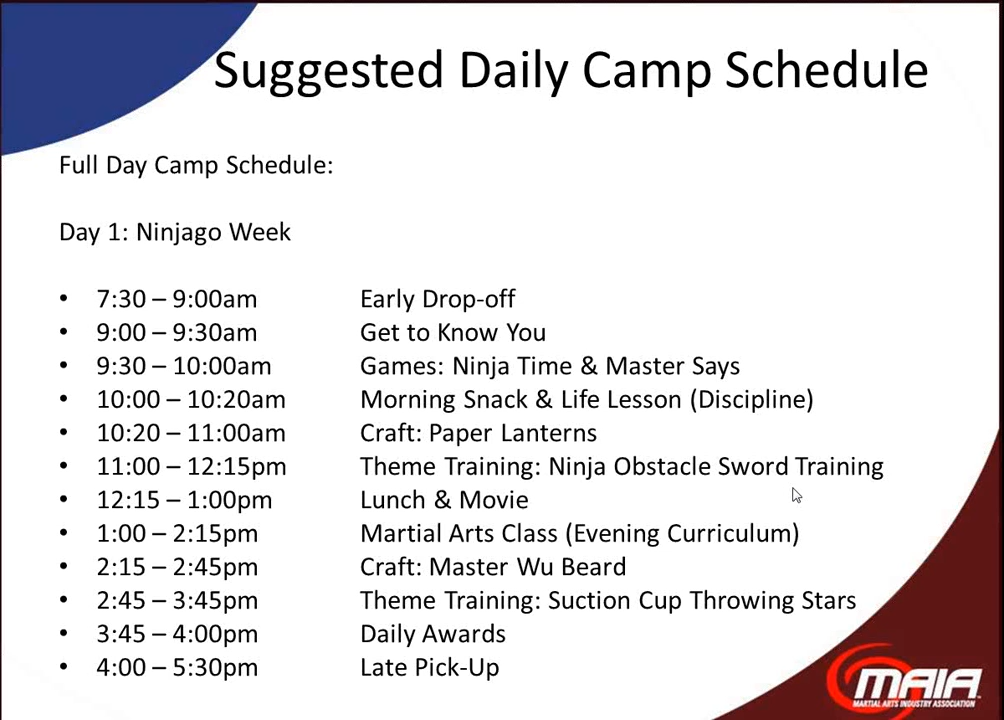 Suggested Daily Camp Schedule
Full Day Camp Schedule:
Day 1: Ninjago Week
• 7:30 – 9:00am Early Drop-off
• 9:00 – 9:30am Get to Know You
• 9:30 – 10:00am Games: Ninja Time & Master Says
• 10:00 – 10:20am Morning Snack & Life Lesson (Discipline)
• 10:20 – 11:00am Craft: Paper Lanterns
• 11:00 – 12:15pm Theme Training: Ninja Obstacle Sword Training
• 12:15 – 1:00pm Lunch & Movie
• 1:00 – 2:15pm Martial Arts Class (Evening Curriculum)
• 2:15 – 2:45pm Craft: Master Wu Beard
• 2:45 – 3:45pm Theme Training: Suction Cup Throwing Stars
• 3:45 – 4:00pm Daily Awards
• 4:00 – 5:30pm Late Pick-Up
MAIA
MARTIAL ARTS INDUSTRY ASSOCIATION